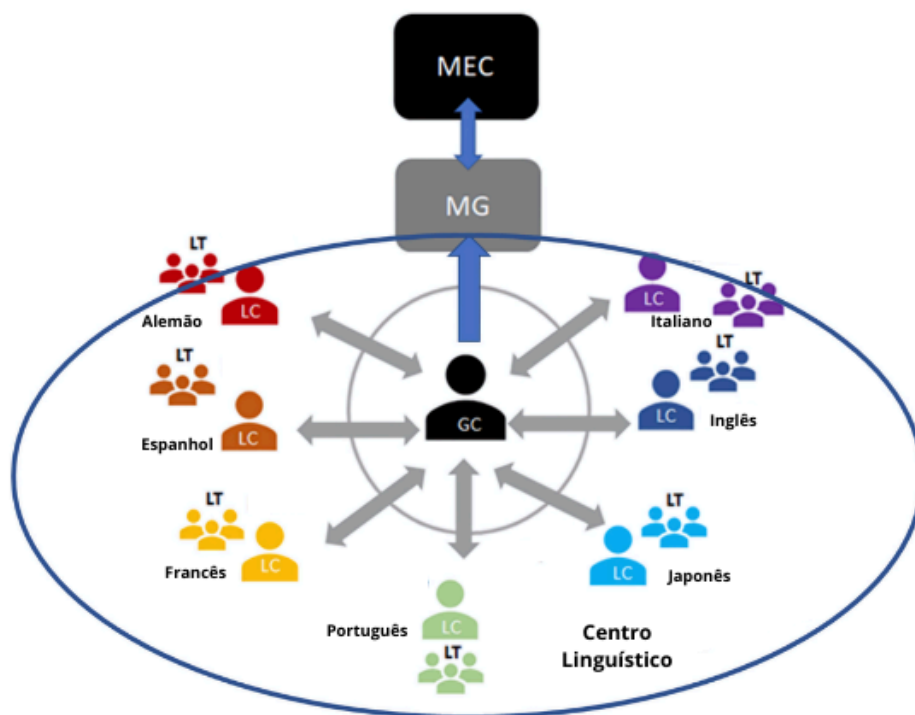 MEC
MG
LT
LC
Alemão
LC
Italiano
LT
LT
LC
Espanhol
GC
LT
LC
Inglês
LT
LC
Francês
LT
LC
Japonês
Português
LC
LT
Centro
Linguístico